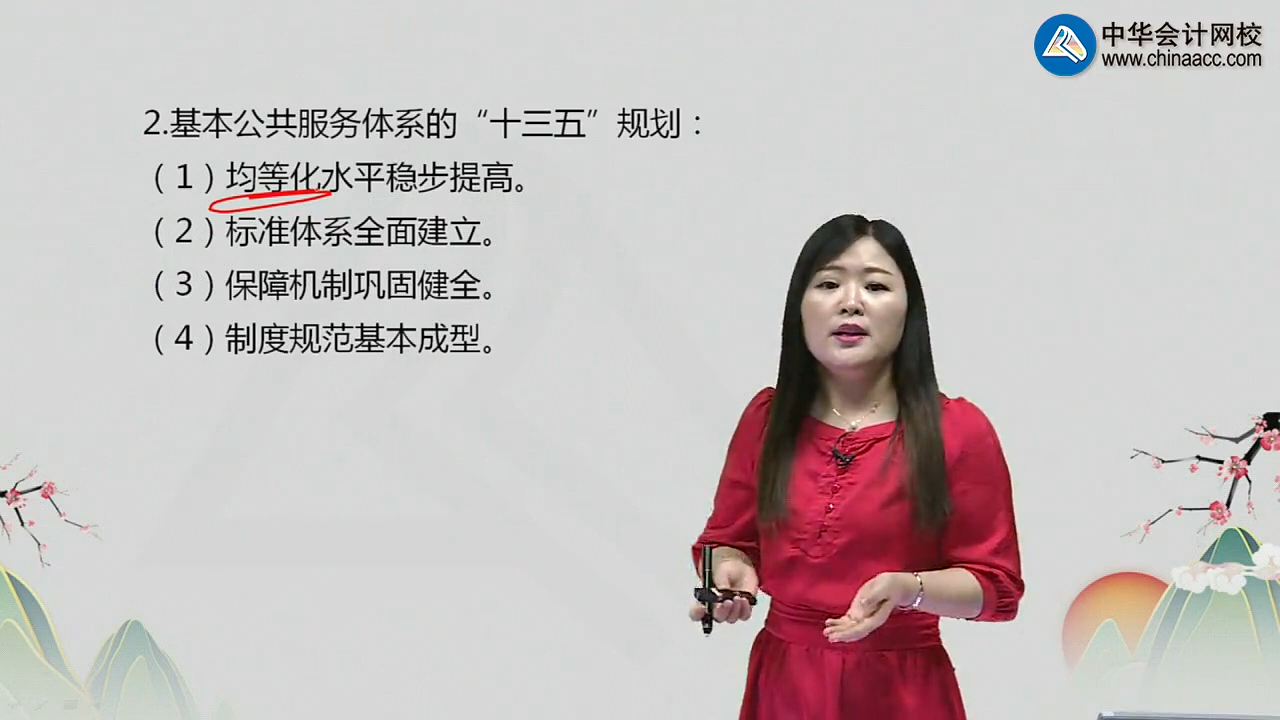 中华会计网校
www.chinaacc.com
2.基本公共服务体系的“十三五”规划：
（1）均等化水平稳步提高。
（2）标准体系全面建立。
（3）保障机制巩固健全。
（4）制度规范基本成型。